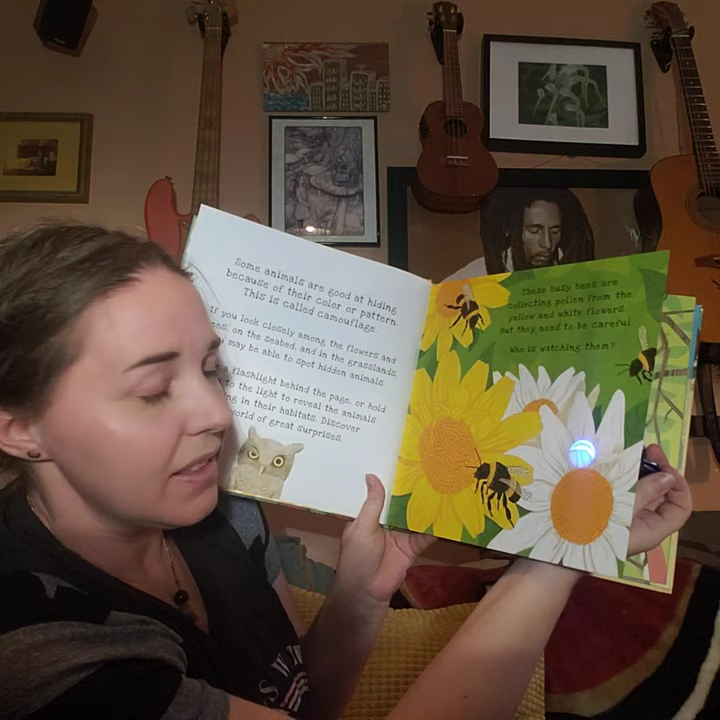 Some animals are good at hiding
because of their color or pattern.
This is called camouflage.
If you look closely among the flowers and
on the seabed, and in the grasslands,
may be able to spot hidden animals.
flashlight behind the page, or hold
to the light to reveal the animals
in their habitats. Discover
world of great surprises.
These busy bees are
collecting pollen from the
yellow and white flowers.
But they need to be careful.
Who is watching them?